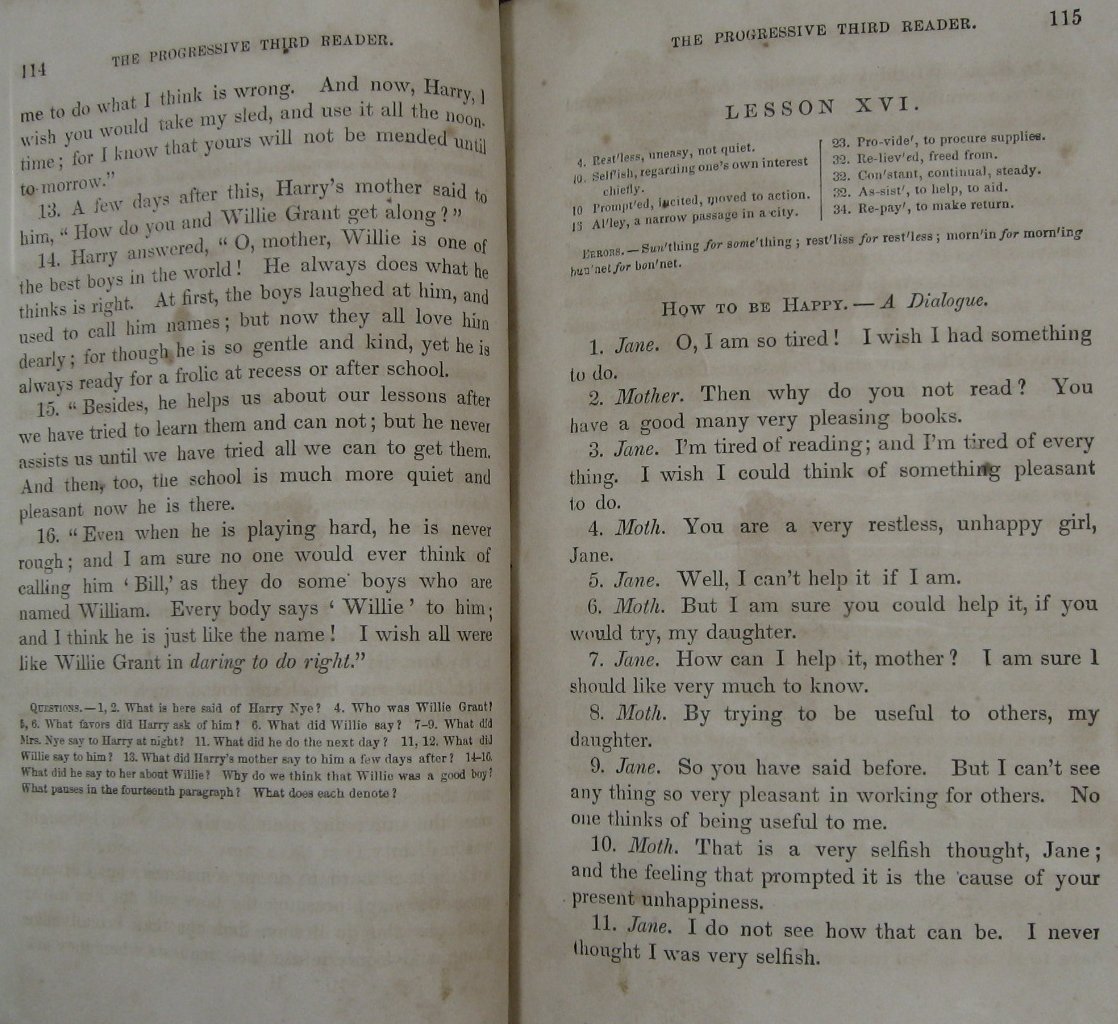 114
THE PROGRESSIVE THIRD READER.
me to do what I think is wrong. And now, Harry, I
wish you would take my sled, and use it all the noon-
time; for I know that yours will not be mended until
to-morrow."
13. A few days after this, Harry's mother said to
him, "How do you and Willie Grant get along?"
14. Harry answered, "O, mother, Willie is one of
the best boys in the world! He always does what he
thinks is right. At first, the boys laughed at him, and
used to call him names; but now they all love him
dearly; for though he is so gentle and kind, yet he is
always ready for a frolic at recess or after school.
15. "Besides, he helps us about our lessons after
we have tried to learn them and can not; but he never
assists us until we have tried all we can to get them.
And then, too, the school is much more quiet and
pleasant now he is there.
16. "Even when he is playing hard, he is never
rough; and I am sure no one would ever think of
calling him 'Bill,' as they do some boys who are
named William. Every body says 'Willie' to him;
and I think he is just like the name! I wish all were
like Willie Grant in daring to do right."
QUESTIONS.—1, 2. What is here said of Harry Nye? 4. Who was Willie Grant?
5, 6. What favors did Harry ask of him? 6. What did Willie say? 7-9. What did
Mrs. Nye say to Harry at night? 11. What did he do the next day? 11, 12. What did
Willie say to him? 13. What did Harry's mother say to him a few days after? 14-16.
What did he say to her about Willie? Why do we think that Willie was a good boy?
What pauses in the fourteenth paragraph? What does each denote?
THE PROGRESSIVE THIRD READER.
115
LESSON XVI.
4. Rest'less, uneasy, not quiet.
10. Self'ish, regarding one's own interest
chiefly.
10 Prompt'ed, incited, moved to action.
13 Al'ley, a narrow passage in a city.
23. Pro-vide', to procure supplies.
32. Re-liev'ed, freed from.
32. Con'stant, continual, steady.
32. As-sist', to help, to aid.
34. Re-pay', to make return.
ERRORS.—Sun'thing for some'thing; rest'liss for rest'less; morn'in for morn'ing
bun'net for bon'net.
HOW TO BE HAPPY.—A Dialogue.
1. Jane. O, I am so tired! I wish I had something
to do.
2. Mother. Then why do you not read? You
have a good many very pleasing books.
3. Jane. I'm tired of reading; and I'm tired of every
thing. I wish I could think of something pleasant
to do.
4. Moth. You are a very restless, unhappy girl,
Jane.
5. Jane. Well, I can't help it if I am.
6. Moth. But I am sure you could help it, if you
would try, my daughter.
7. Jane. How can I help it, mother? I am sure I
should like very much to know.
8. Moth. By trying to be useful to others, my
daughter.
9. Jane. So you have said before. But I can't see
any thing so very pleasant in working for others. No
one thinks of being useful to me.
10. Moth. That is a very selfish thought, Jane;
and the feeling that prompted it is the cause of your
present unhappiness.
11. Jane. I do not see how that can be. I never
thought I was very selfish.